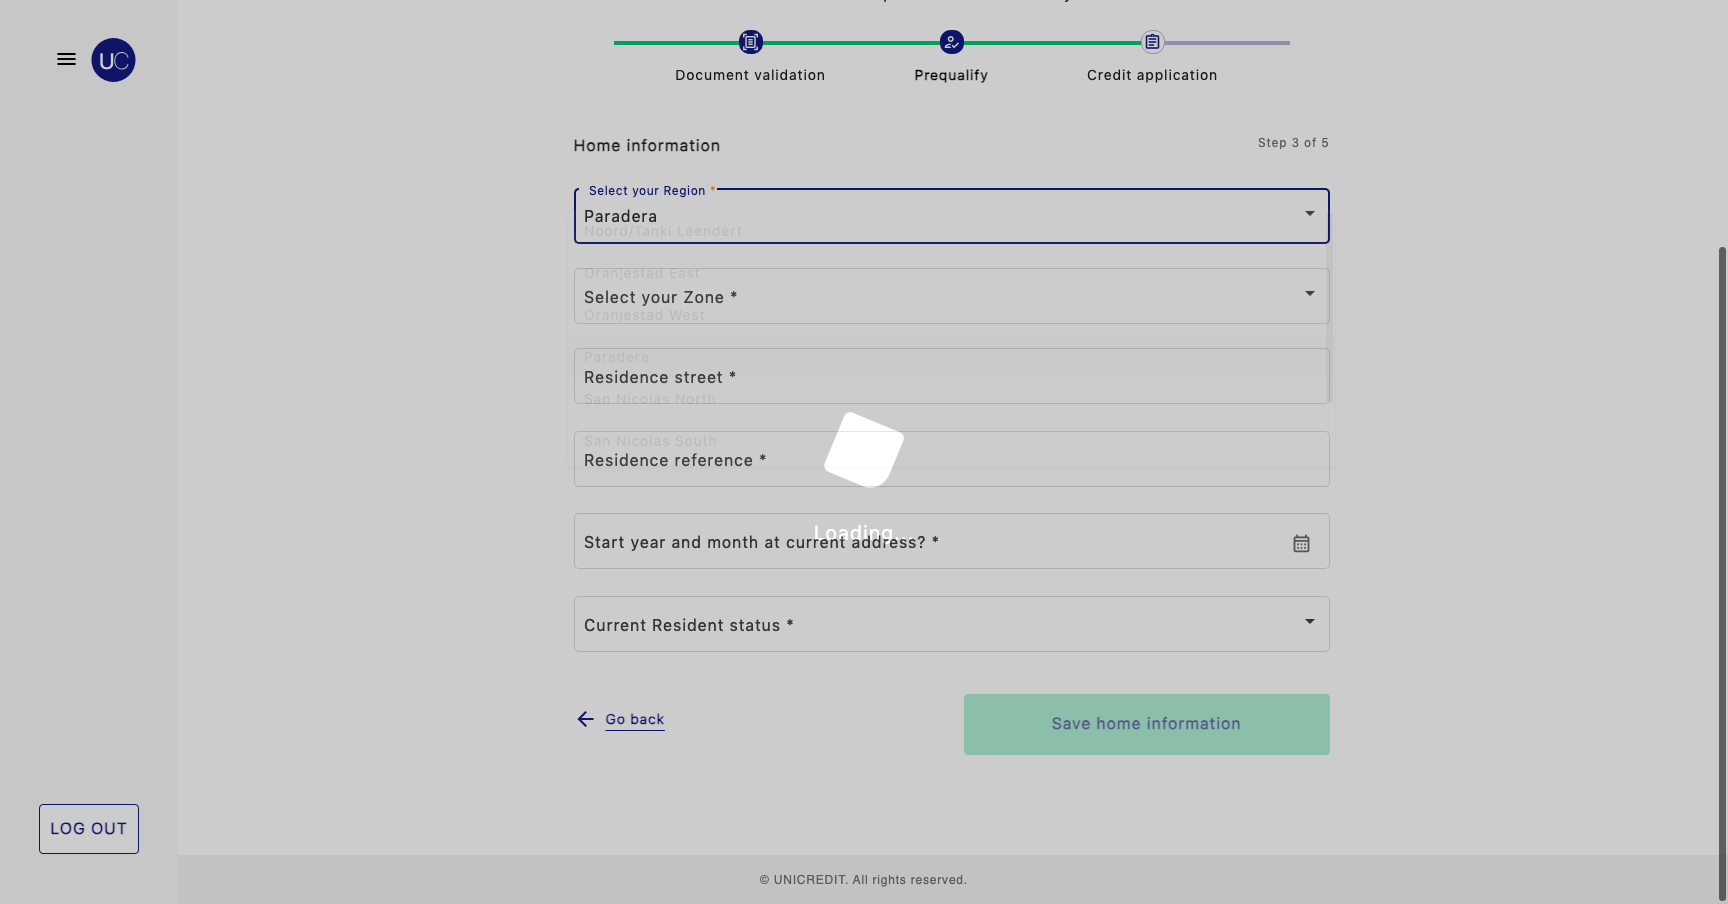 UC
Document validation
Prequalify
Credit application
Home information
Step 3 of 5
Select your Region *
Paradera
Noord/Tanki Leendert
Oranjestad East
Select your Zone *
Oranjestad West
Paradera
Residence street *
San Nicolas North
San Nicolas South
Residence reference *
Loading...
Start year and month at current address? *
Current Resident status *
Go back
Save home information
LOG OUT
© UNICREDIT. All rights reserved.